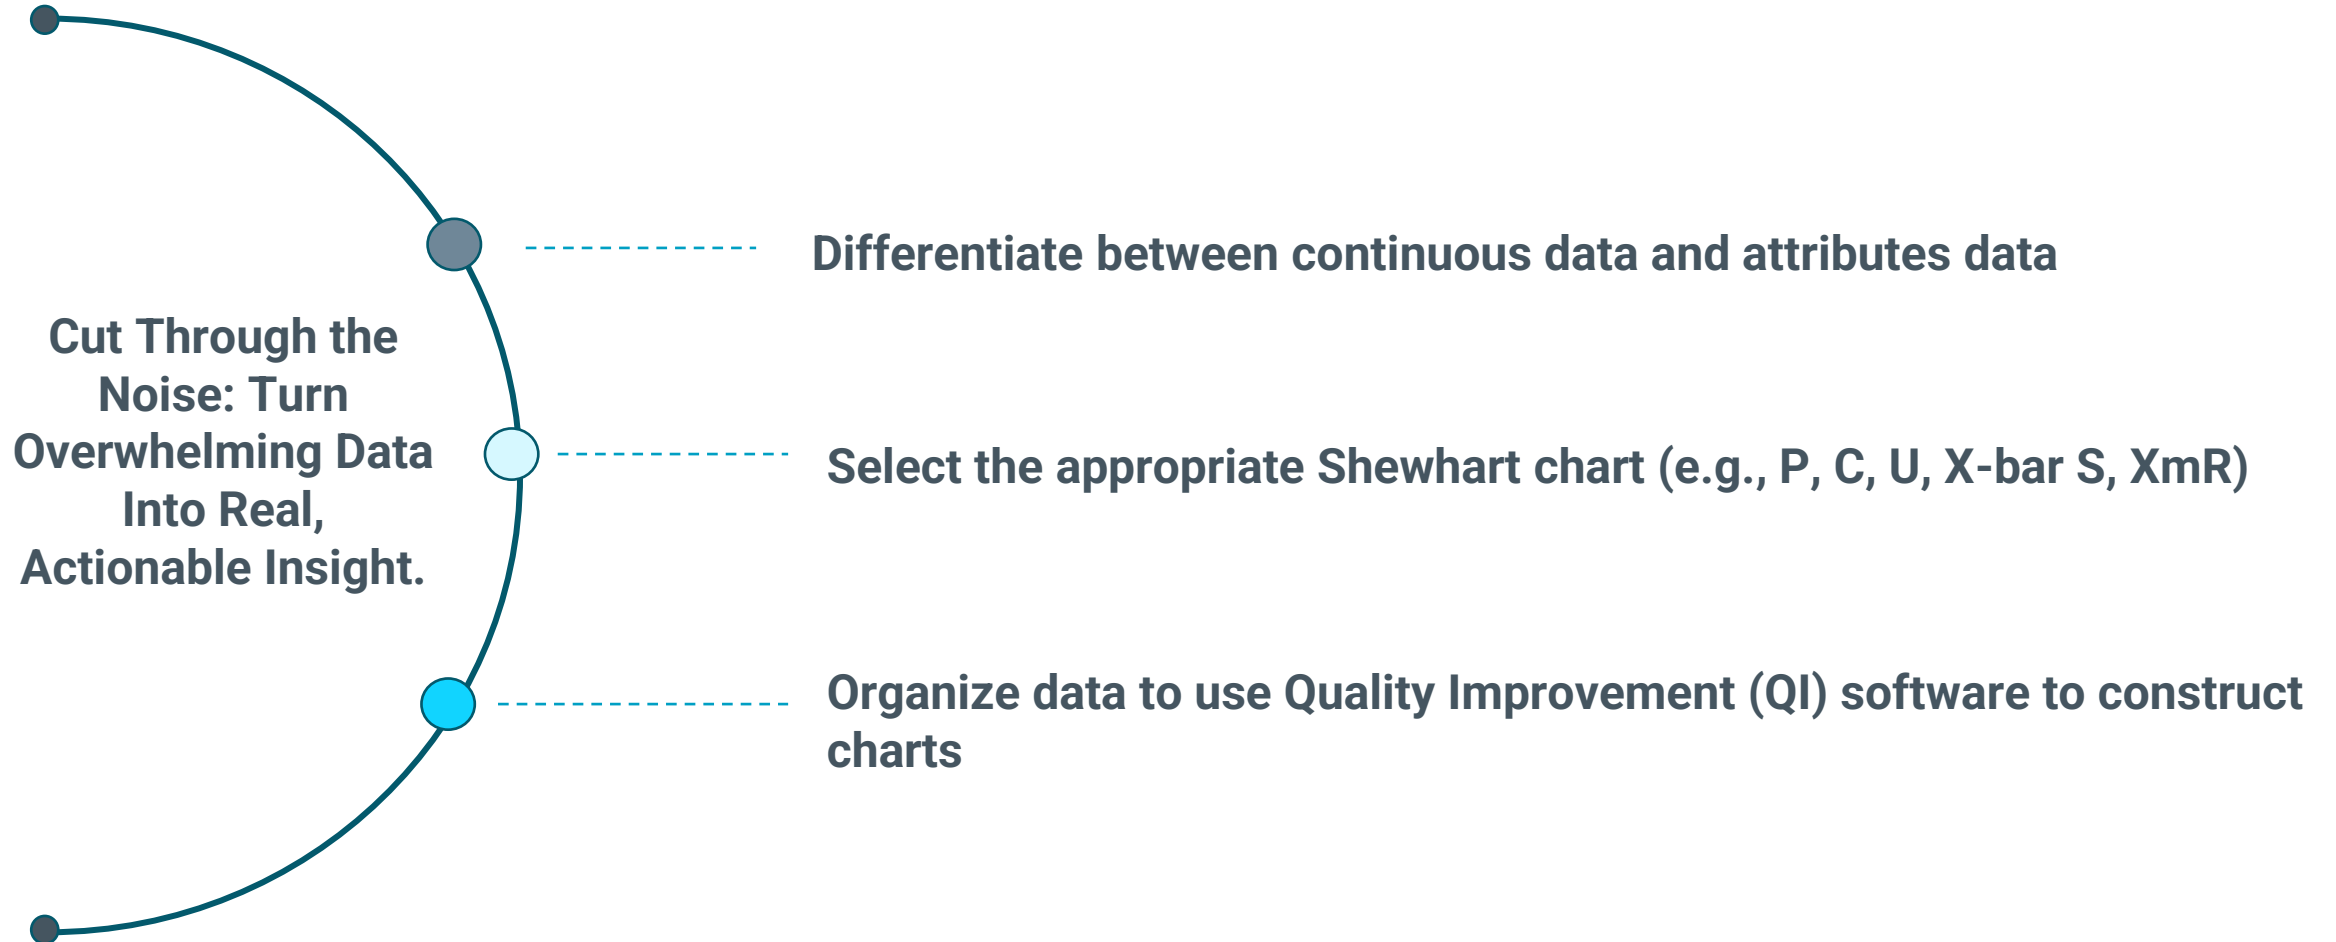 Cut Through the
Noise: Turn
Overwhelming Data
Into Real,
Actionable Insight.
Differentiate between continuous data and attributes data
Select the appropriate Shewhart chart (e.g., P, C, U, X-bar S, XmR)
Organize data to use Quality Improvement (QI) software to construct
charts